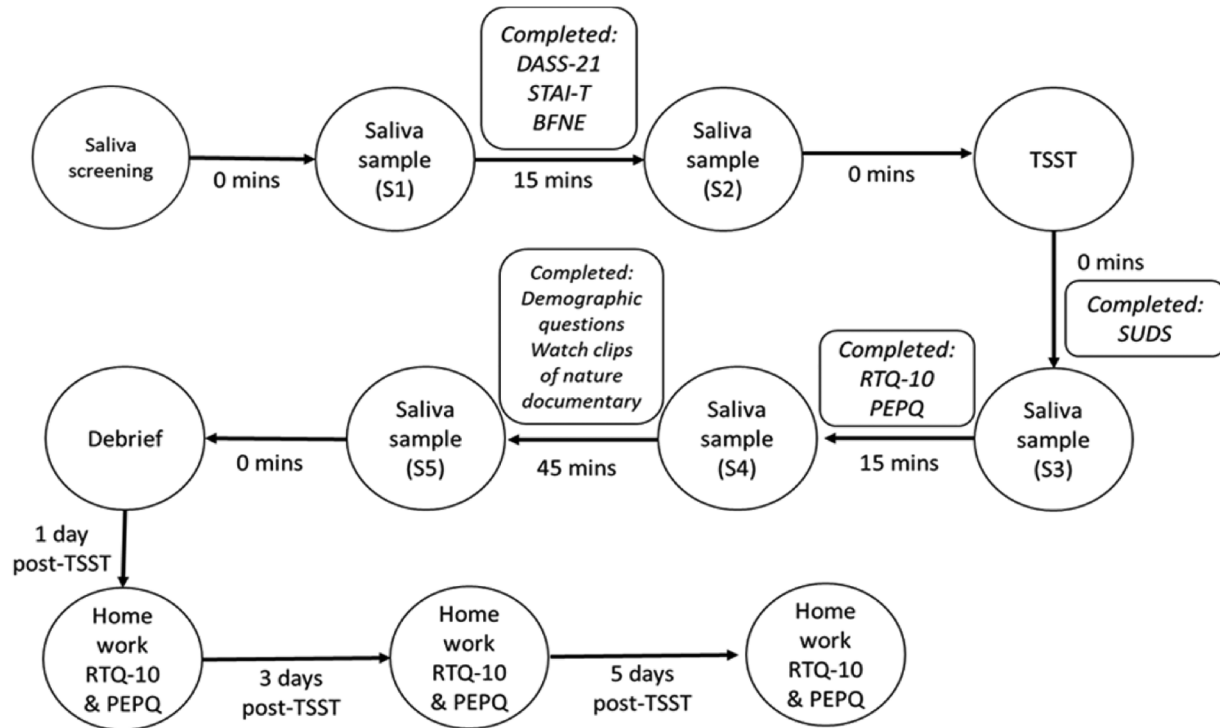 Saliva
screening
0 mins
Saliva
sample
(S1)
Completed:
DASS-21
STAI-T
BFNE
15 mins
Saliva
sample
(S2)
0 mins
TSST
0 mins
Completed:
SUDS
Saliva
sample
(S3)
Completed:
RTQ-10
PEPQ
15 mins
Saliva
sample
(S4)
Completed:
Demographic
questions
Watch clips
of nature
documentary
45 mins
Saliva
sample
(S5)
0 mins
Debrief
1 day
post-TSST
Home
work
RTQ-10
& PEPQ
3 days
post-TSST
Home
work
RTQ-10
& PEPQ
5 days
post-TSST
Home
work
RTQ-10
& PEPQ